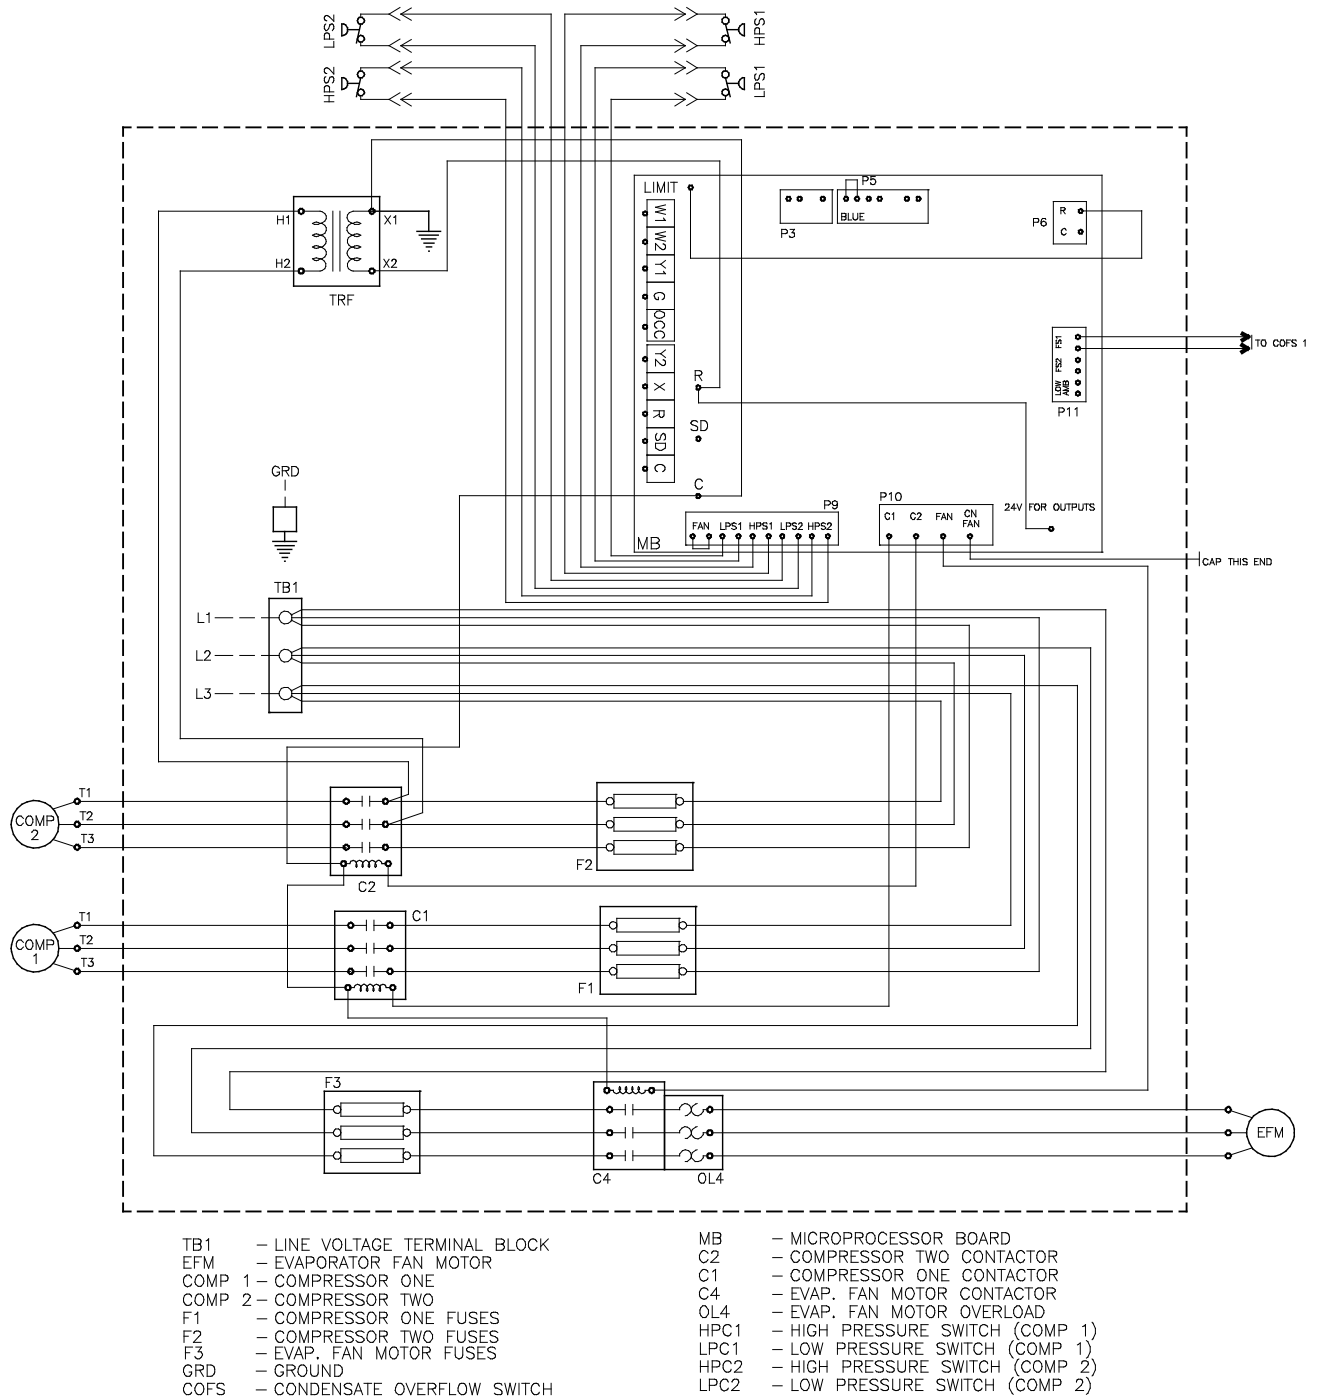 LPS2
HPS1
HPS2
LPS1
LIMIT
P5
BLUE
P3
P6
R
C
H1
X1
H2
X2
TRF
W1
W2
Y1
G
OCC
Y2
X
R
SD
C
R
SD
C
FS1
FS2
LOW
AMB
P11
TO COFS 1
GRD
P9
P10
FAN LPS1 HPS1 LPS2 HPS2
MB
C1 C2 FAN CN
FAN
24V FOR OUTPUTS
CAP THIS END
TB1
L1
L2
L3
COMP
2
T1
T2
T3
C2
F2
COMP
1
T1
T2
T3
C1
F1
F3
C4
OL4
EFM
TB1 – LINE VOLTAGE TERMINAL BLOCK
EFM – EVAPORATOR FAN MOTOR
COMP 1 – COMPRESSOR ONE
COMP 2 – COMPRESSOR TWO
F1 – COMPRESSOR ONE FUSES
F2 – COMPRESSOR TWO FUSES
F3 – EVAP. FAN MOTOR FUSES
GRD – GROUND
COFS – CONDENSATE OVERFLOW SWITCH
MB – MICROPROCESSOR BOARD
C2 – COMPRESSOR TWO CONTACTOR
C1 – COMPRESSOR ONE CONTACTOR
C4 – EVAP. FAN MOTOR CONTACTOR
OL4 – EVAP. FAN MOTOR OVERLOAD
HPC1 – HIGH PRESSURE SWITCH (COMP 1)
LPC1 – LOW PRESSURE SWITCH (COMP 1)
HPC2 – HIGH PRESSURE SWITCH (COMP 2)
LPC2 – LOW PRESSURE SWITCH (COMP 2)